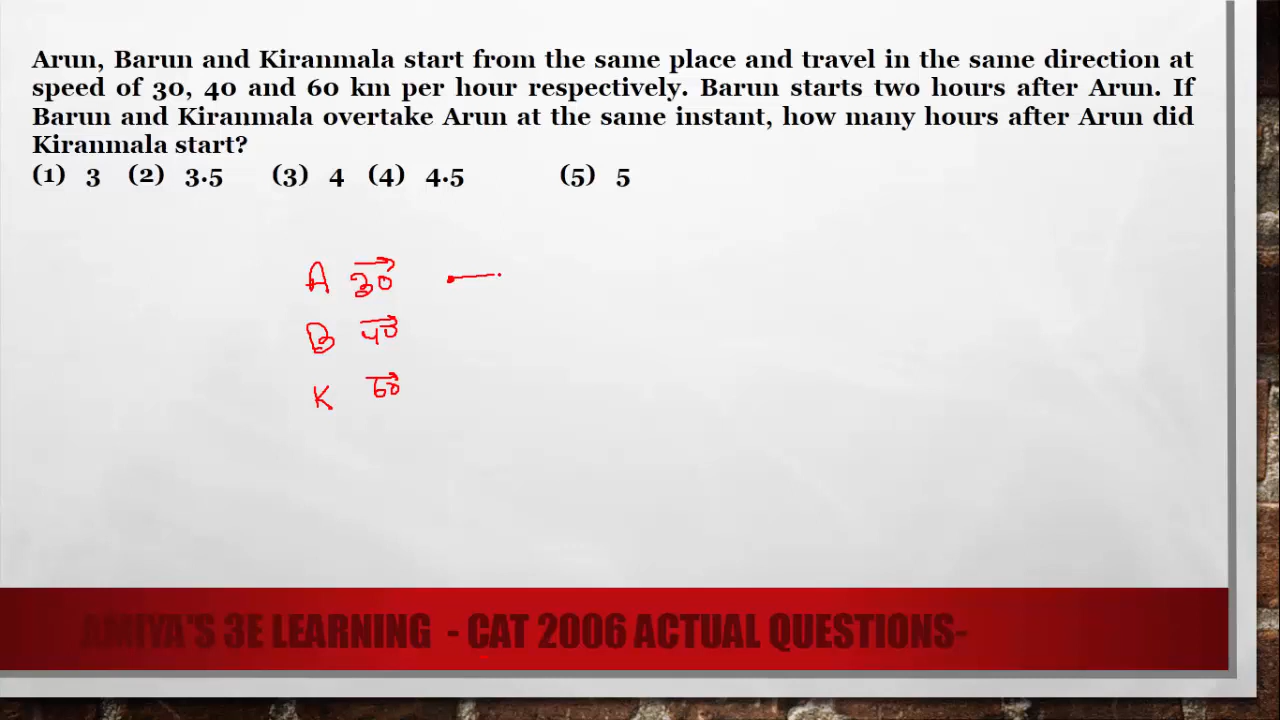 Arun, Barun and Kiranmala start from the same place and travel in the same direction at
speed of 30, 40 and 60 km per hour respectively. Barun starts two hours after Arun. If
Barun and Kiranmala overtake Arun at the same instant, how many hours after Arun did
Kiranmala start?
(1) 3 (2) 3.5 (3) 4 (4) 4.5 (5) 5
A 30
B 40
K 60
AMIYA'S 3E LEARNING - CAT 2006 ACTUAL QUESTIONS-